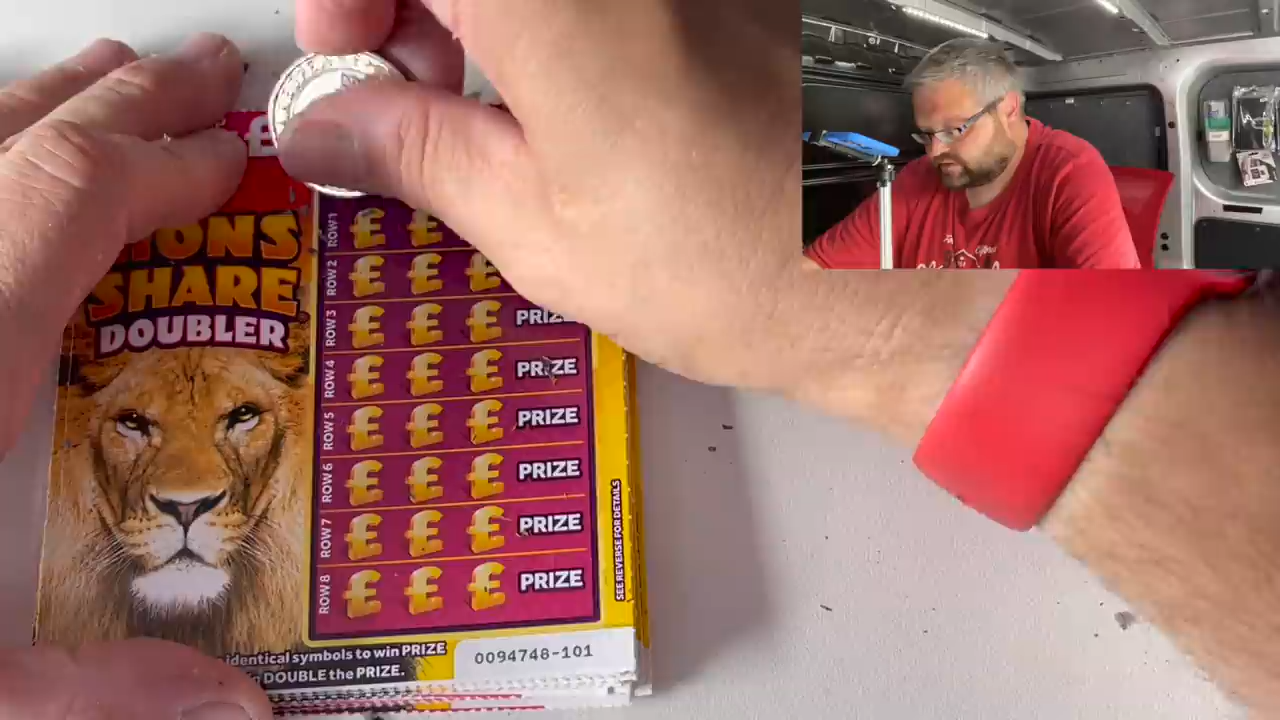 £
LIONS
SHARE
DOUBLER
ROW 1 £ £
ROW 2 £ £ £
ROW 3 £ £ £ PRIZE
ROW 4 £ £ £ PRIZE
ROW 5 £ £ £ PRIZE
ROW 6 £ £ £ PRIZE
ROW 7 £ £ £ PRIZE
ROW 8 £ £ £ PRIZE
SEE REVERSE FOR DETAILS
identical symbols to win PRIZE
DOUBLE the PRIZE.
0094748-101